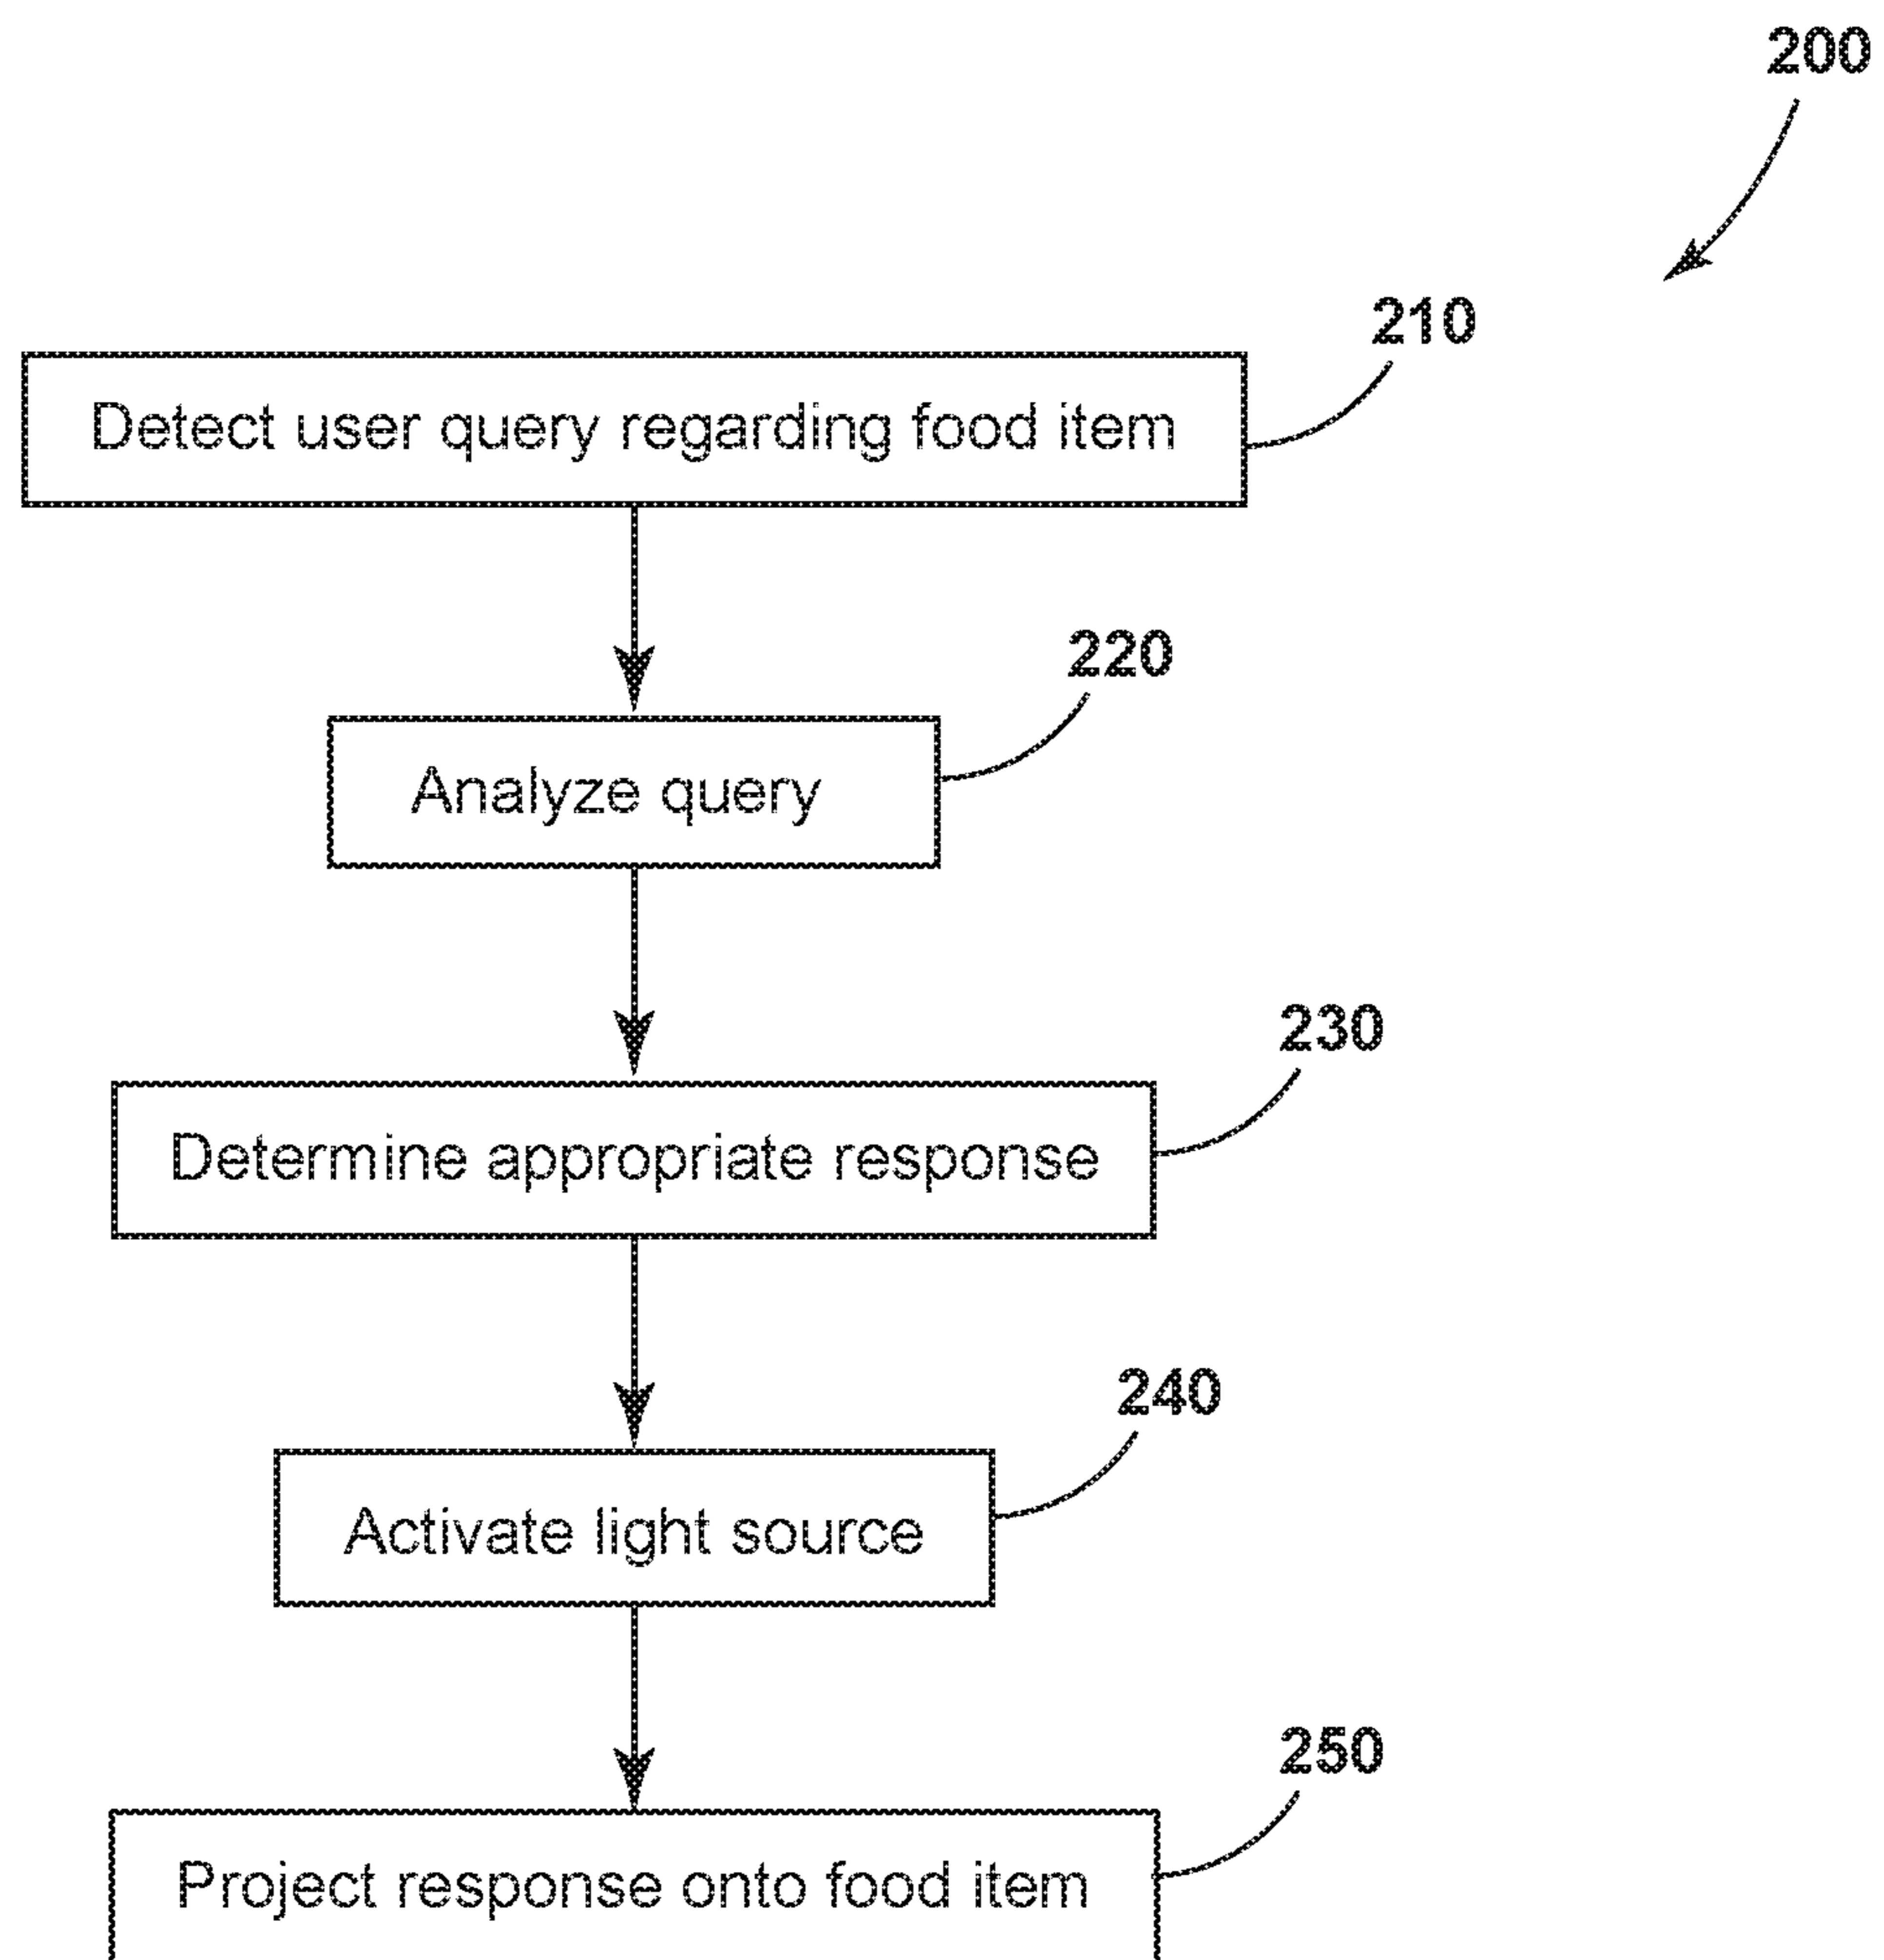 200
210
Detect user query regarding food item
220
Analyze query
230
Determine appropriate response
240
Activate light source
250
Project response onto food item